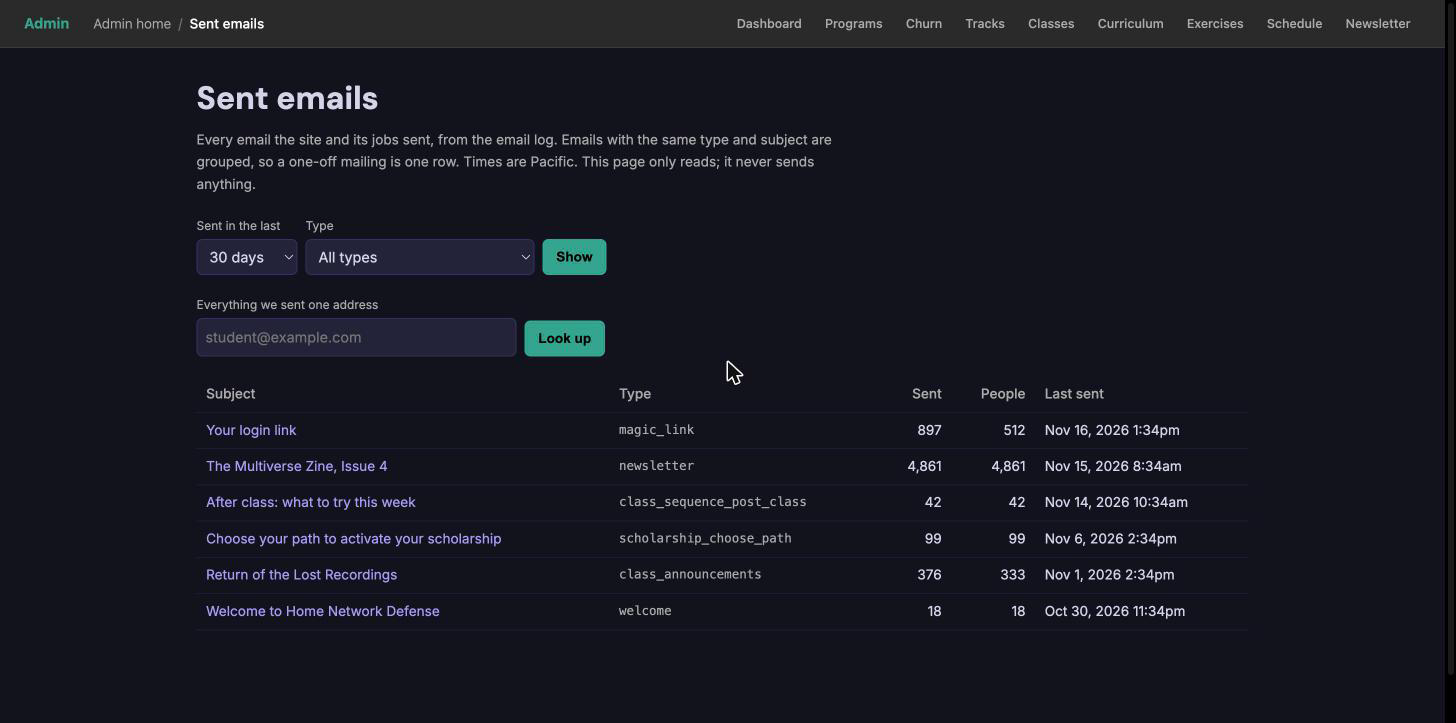 Admin Admin home / Sent emails Dashboard Programs Churn Tracks Classes Curriculum Exercises Schedule Newsletter
Sent emails
Every email the site and its jobs sent, from the email log. Emails with the same type and subject are
grouped, so a one-off mailing is one row. Times are Pacific. This page only reads; it never sends
anything.
Sent in the last Type
30 days All types Show
Everything we sent one address
student@example.com Look up
Subject Type Sent People Last sent
Your login link magic_link 897 512 Nov 16, 2026 1:34pm
The Multiverse Zine, Issue 4 newsletter 4,861 4,861 Nov 15, 2026 8:34am
After class: what to try this week class_sequence_post_class 42 42 Nov 14, 2026 10:34am
Choose your path to activate your scholarship scholarship_choose_path 99 99 Nov 6, 2026 2:34pm
Return of the Lost Recordings class_announcements 376 333 Nov 1, 2026 2:34pm
Welcome to Home Network Defense welcome 18 18 Oct 30, 2026 11:34pm